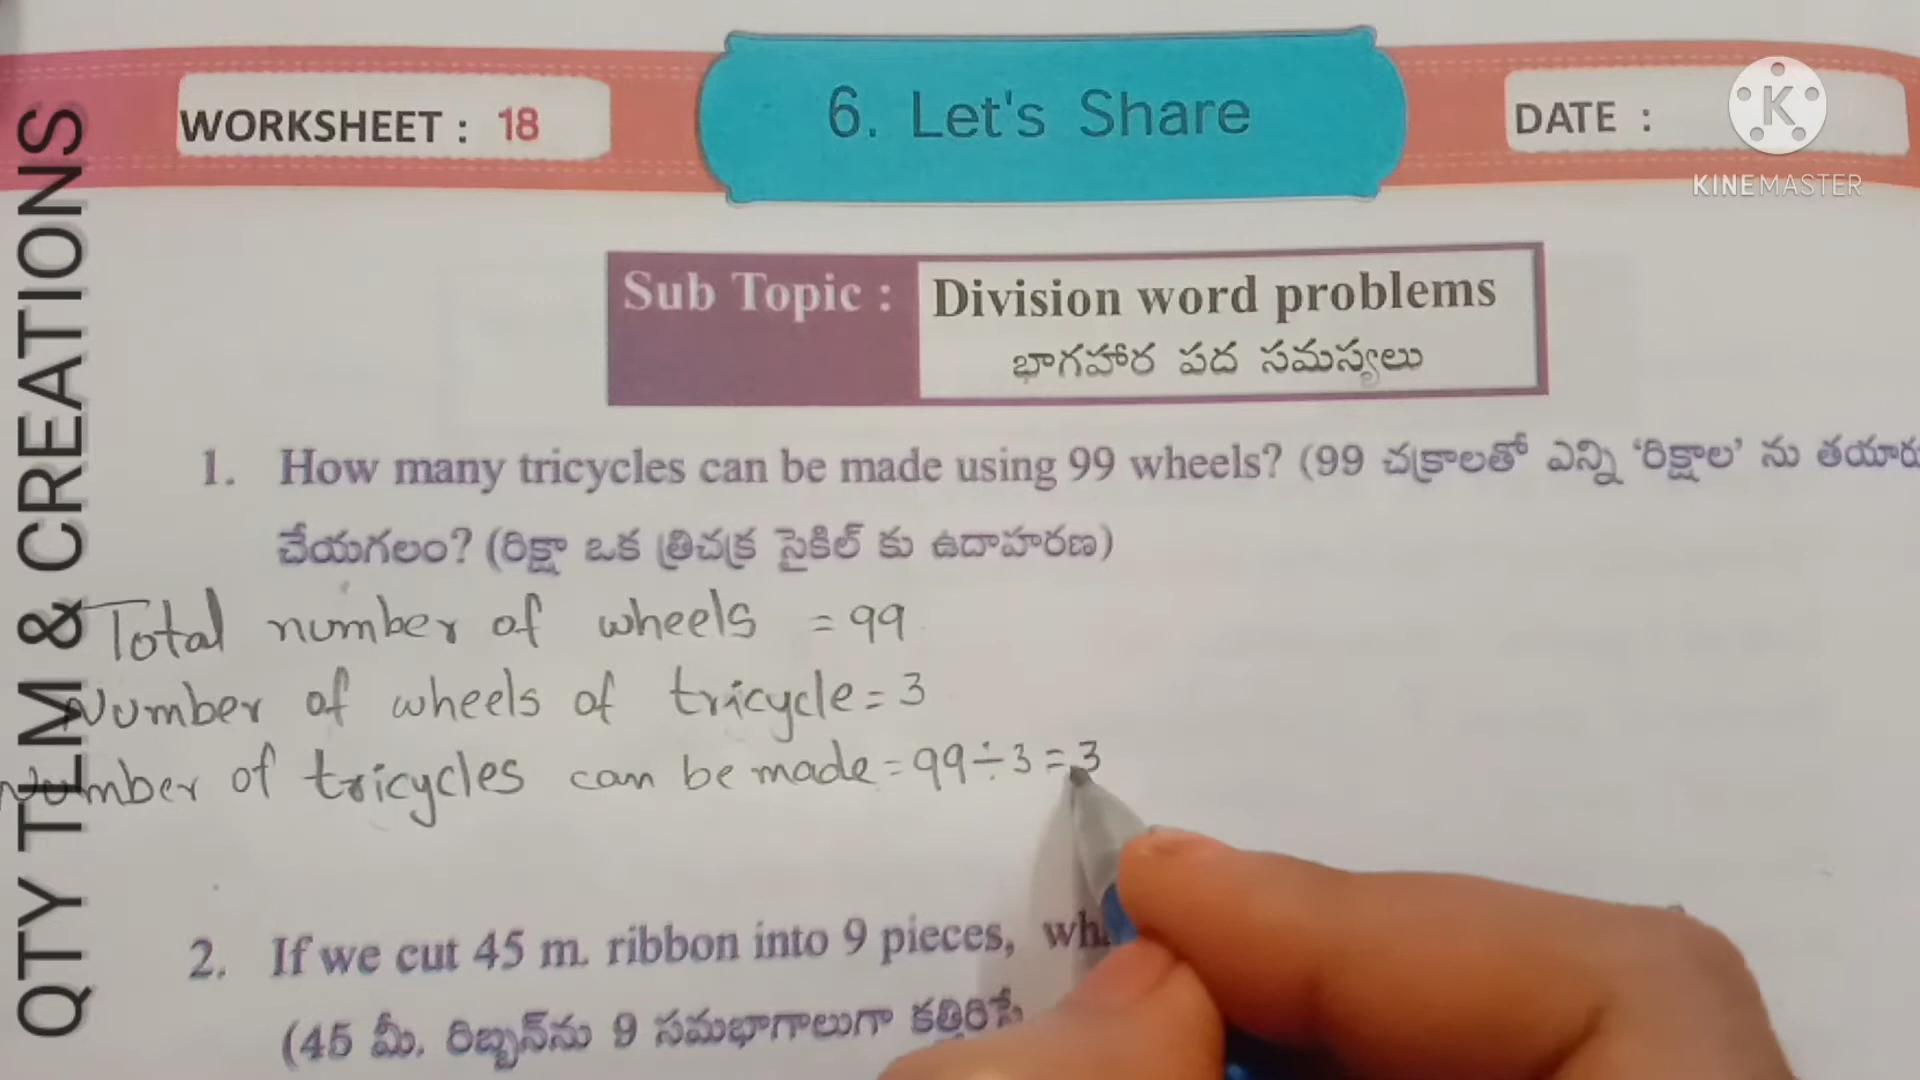 WORKSHEET : 18
6. Let's Share
DATE :
KINEMASTER
QTY TLM & CREATIONS
Sub Topic :
Division word problems
భాగహార పద సమస్యలు
1. How many tricycles can be made using 99 wheels? (99 చక్రాలతో ఎన్ని ‘రిక్షాల’ ను తయారు
చేయగలం? (రిక్షా ఒక త్రిచక్ర సైకిల్ కు ఉదాహరణ)
Total number of wheels = 99
Number of wheels of tricycle = 3
Number of tricycles can be made = 99 ÷ 3 = 3
2. If we cut 45 m. ribbon into 9 pieces,
(45 మీ. రిబ్బన్‌ను 9 సమభాగాలుగా కత్తిరిస్తే